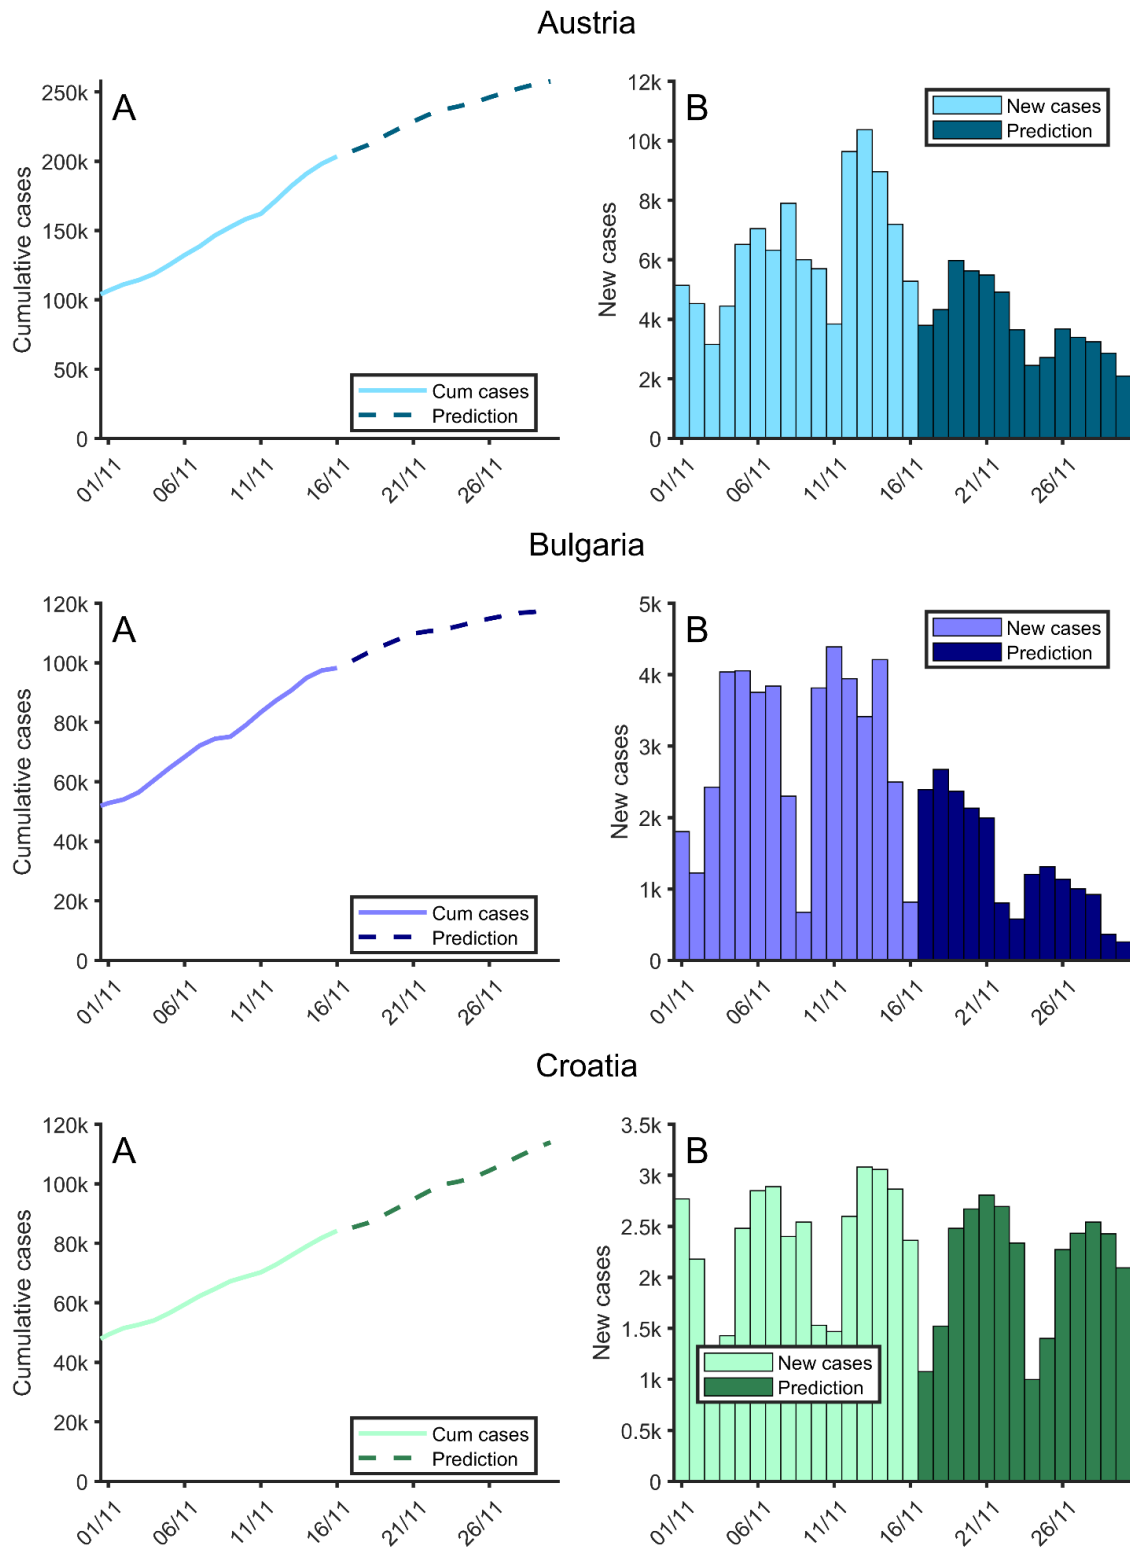 Austria
A
250k
200k
150k
100k
50k
0
Cumulative cases
Cum cases
Prediction
01/11
06/11
11/11
16/11
21/11
26/11
B
12k
10k
8k
6k
4k
2k
0
New cases
New cases
Prediction
01/11
06/11
11/11
16/11
21/11
26/11
Bulgaria
A
120k
100k
80k
60k
40k
20k
0
Cumulative cases
Cum cases
Prediction
01/11
06/11
11/11
16/11
21/11
26/11
B
5k
4k
3k
2k
1k
0
New cases
New cases
Prediction
01/11
06/11
11/11
16/11
21/11
26/11
Croatia
A
120k
100k
80k
60k
40k
20k
0
Cumulative cases
Cum cases
Prediction
01/11
06/11
11/11
16/11
21/11
26/11
B
3.5k
3k
2.5k
2k
1.5k
1k
0.5k
0
New cases
New cases
Prediction
01/11
06/11
11/11
16/11
21/11
26/11